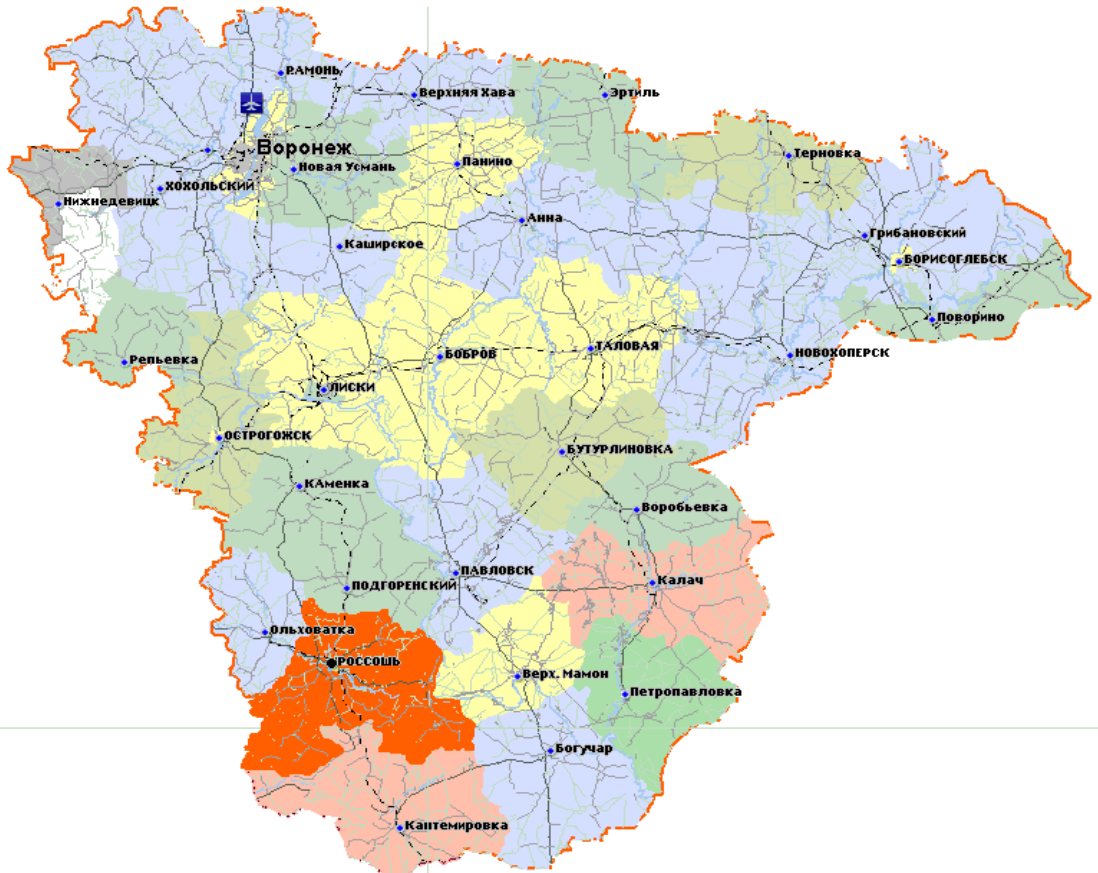 РАМОНЬ
Верхняя Хава
Эртиль
Воронеж
Терновка
Панино
Новая Усмань
ХОХОЛЬСКИЙ
Нижнедевицк
Анна
Грибановский
Каширское
БОРИСОГЛЕБСК
Поворино
ТАЛОВАЯ
НОВОХОПЕРСК
БОБРОВ
Репьевка
ЛИСКИ
ОСТРОГОЖСК
БУТУРЛИНОВКА
КАменка
Воробьевка
ПАВЛОВСК
Калач
ПОДГОРЕНСКИЙ
Ольховатка
РОССОШЬ
Верх. Мамон
Петропавловка
Богучар
Кантемировка